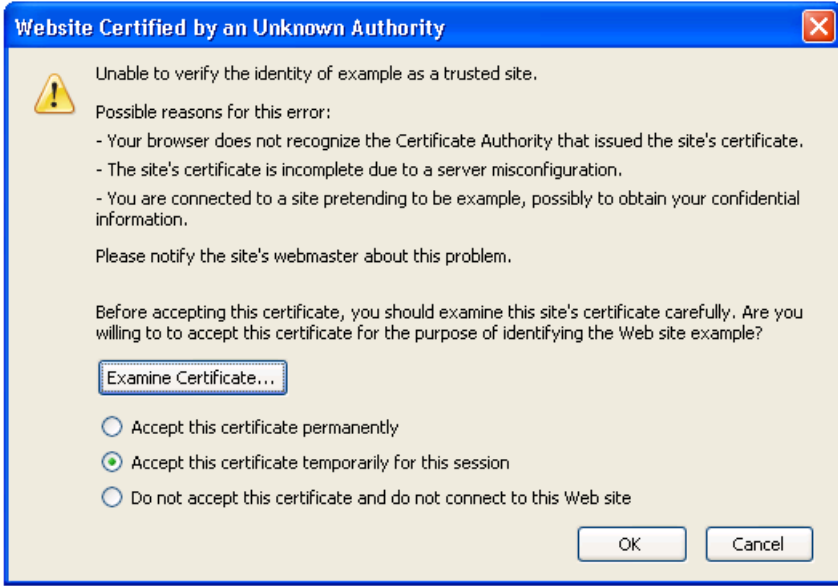 Website Certified by an Unknown Authority
Unable to verify the identity of example as a trusted site.
Possible reasons for this error:
- Your browser does not recognize the Certificate Authority that issued the site's certificate.
- The site's certificate is incomplete due to a server misconfiguration.
- You are connected to a site pretending to be example, possibly to obtain your confidential
information.
Please notify the site's webmaster about this problem.
Before accepting this certificate, you should examine this site's certificate carefully. Are you
willing to to accept this certificate for the purpose of identifying the Web site example?
Examine Certificate...
Accept this certificate permanently
Accept this certificate temporarily for this session
Do not accept this certificate and do not connect to this Web site
OK Cancel